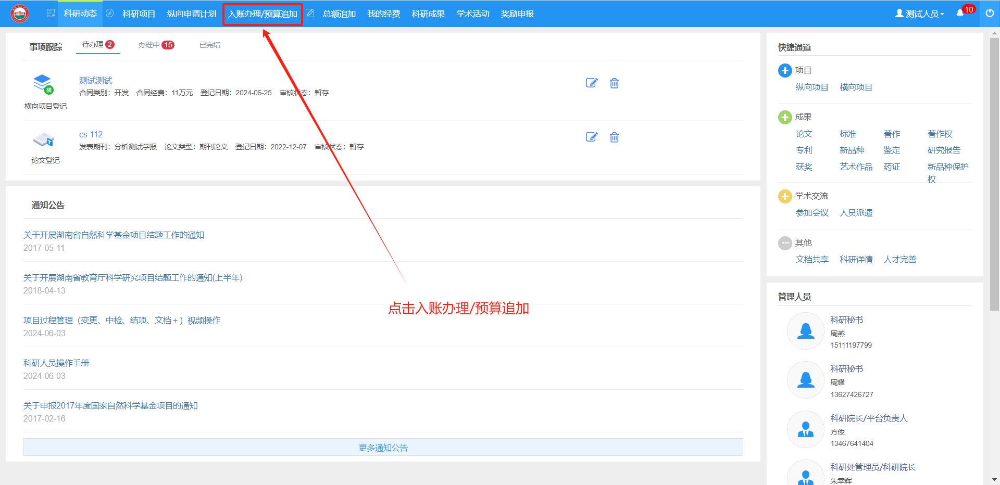 科研动态 科研项目 纵向申请计划 入账办理/预算追加 总额追加 我的经费 科研成果 学术活动 奖励申报 测试人员 10
事项跟踪 待办理 2 办理中 15 已完结
横
横向项目登记
测试测试
合同类别：开发 合同经费：11万元 登记日期：2024-06-25 审核状态：暂存
论文登记
cs 112
发表期刊：分析测试学报 论文类型：期刊论文 登记日期：2022-12-07 审核状态：暂存
通知公告
关于开展湖南省自然科学基金项目结题工作的通知
2017-05-11
关于开展湖南省教育厅科学研究项目结题工作的通知(上半年)
2018-04-13
点击入账办理/预算追加
项目过程管理（变更、中检、结项、文档+）视频操作
2024-06-03
科研人员操作手册
2024-06-03
关于申报2017年度国家自然科学基金项目的通知
2017-02-16
更多通知公告
快捷通道
项目
纵向项目 横向项目
成果
论文 标准 著作 著作权
专利 新品种 鉴定 研究报告
获奖 艺术作品 药证 新品种保护
权
学术交流
参加会议 人员派遣
其他
文档共享 科研详情 人才完善
管理人员
科研秘书
周燕
15111197799
科研秘书
周耀
13627426727
科研院长/平台负责人
方俊
13467641404
科研处管理员/科研院长
朱幸辉